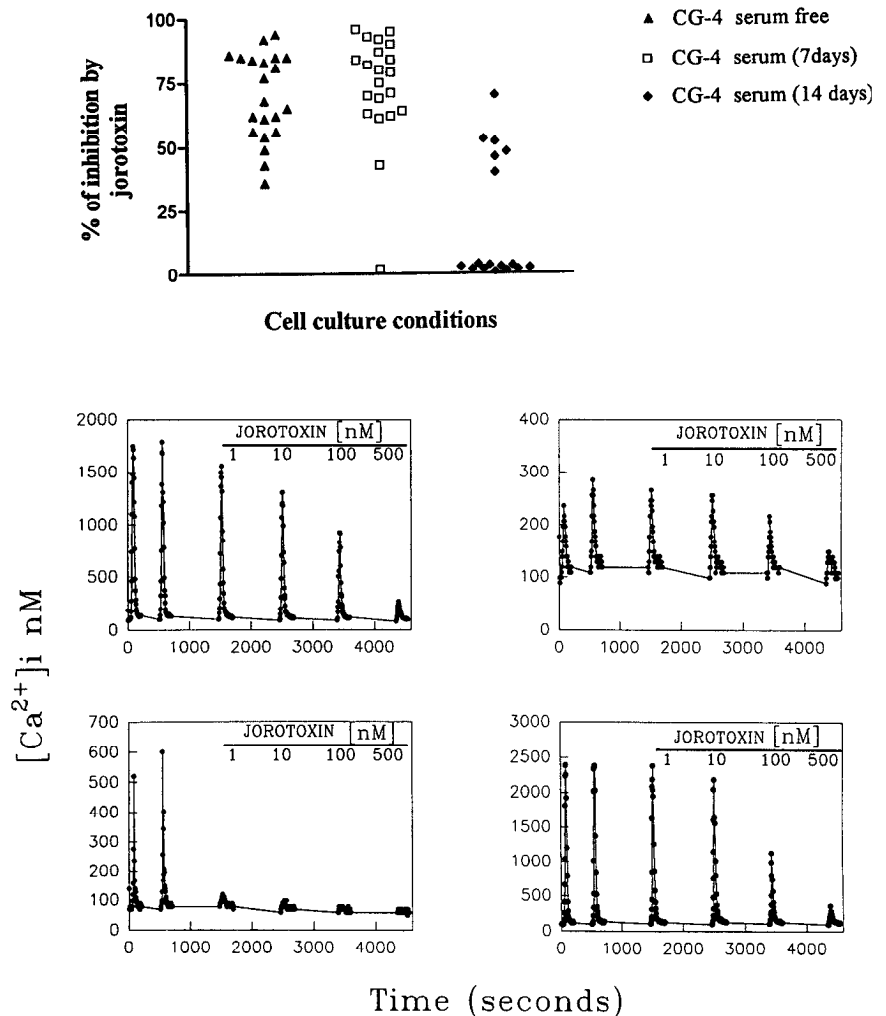 100
75
50
25
0
% of inhibition by
jorotoxin
Cell culture conditions
▲ CG-4 serum free
□ CG-4 serum (7days)
◆ CG-4 serum (14 days)
[Ca2+]i nM
2000
1500
1000
500
0
JOROTOXIN [nM]
1 10 100 500
0 1000 2000 3000 4000
400
300
200
100
0
JOROTOXIN [nM]
1 10 100 500
0 1000 2000 3000 4000
700
600
500
400
300
200
100
0
JOROTOXIN [nM]
1 10 100 500
0 1000 2000 3000 4000
3000
2500
2000
1500
1000
500
0
JOROTOXIN [nM]
1 10 100 500
0 1000 2000 3000 4000
Time (seconds)